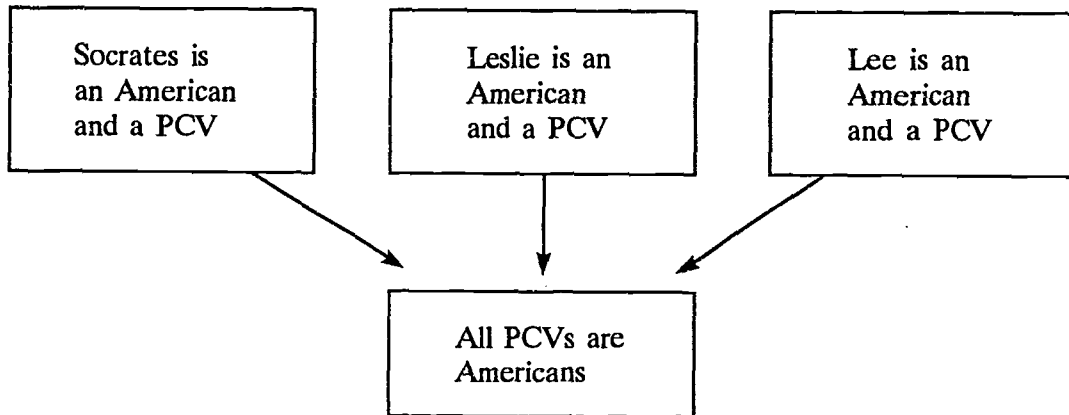 Socrates is
an American
and a PCV
Leslie is an
American
and a PCV
Lee is an
American
and a PCV
All PCVs are
Americans